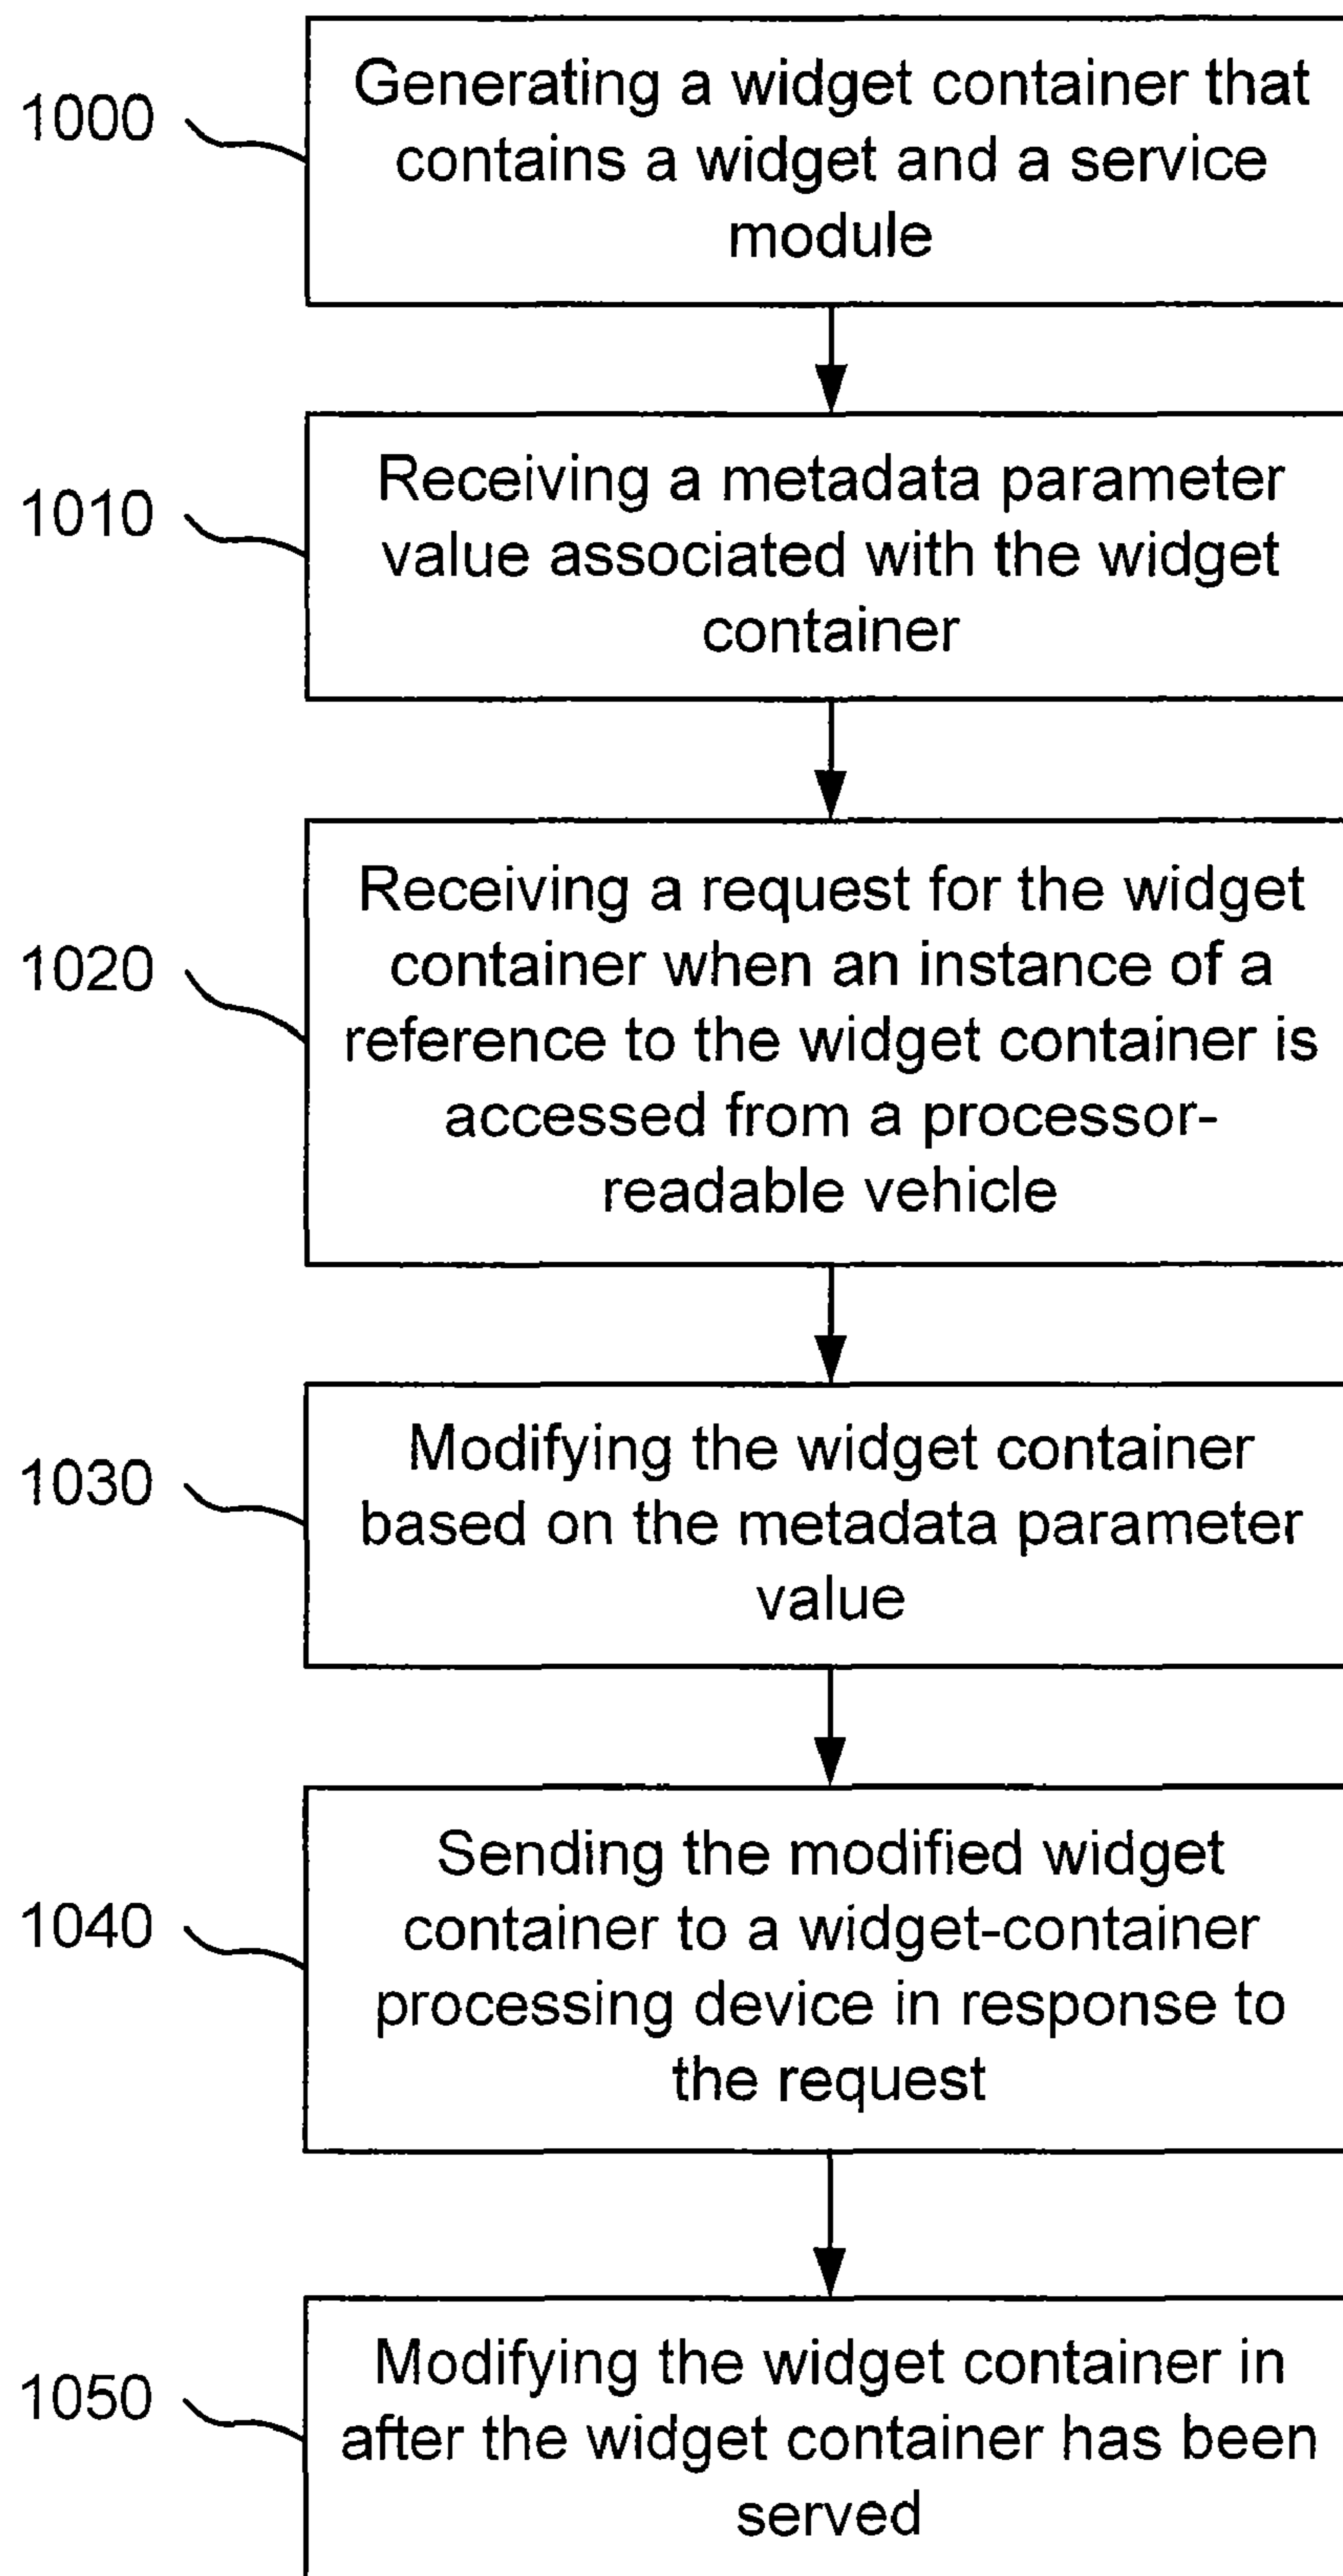 1000
Generating a widget container that
contains a widget and a service
module
1010
Receiving a metadata parameter
value associated with the widget
container
1020
Receiving a request for the widget
container when an instance of a
reference to the widget container is
accessed from a processor-
readable vehicle
1030
Modifying the widget container
based on the metadata parameter
value
1040
Sending the modified widget
container to a widget-container
processing device in response to
the request
1050
Modifying the widget container in
after the widget container has been
served